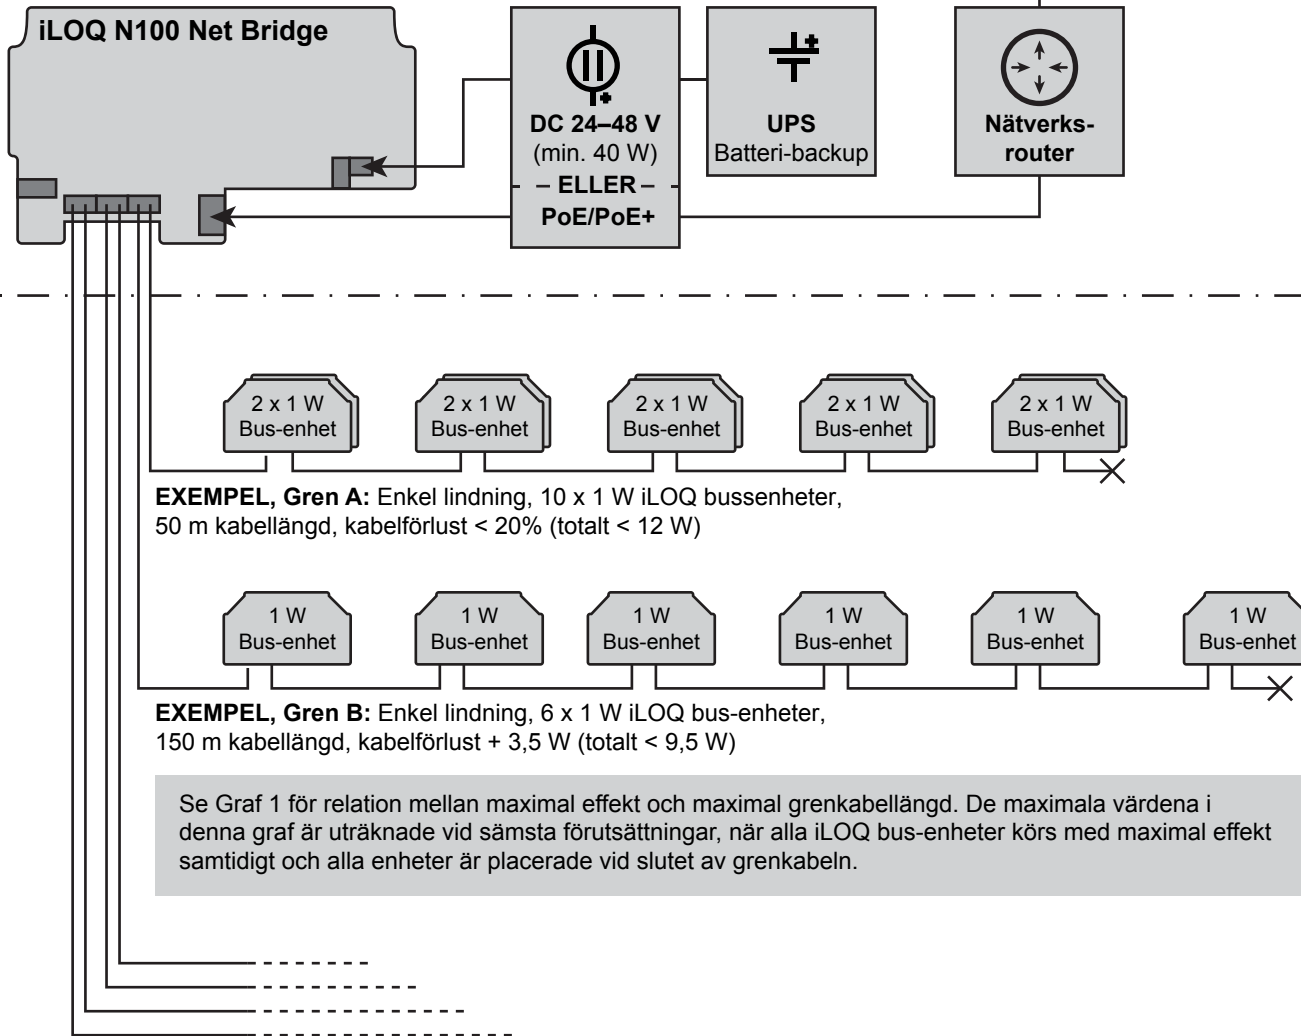 iLOQ N100 Net Bridge
DC 24–48 V
(min. 40 W)
ELLER
PoE/PoE+
UPS
Batteri-backup
Nätverks-
router
2 x 1 W
Bus-enhet
2 x 1 W
Bus-enhet
2 x 1 W
Bus-enhet
2 x 1 W
Bus-enhet
2 x 1 W
Bus-enhet
EXEMPEL, Gren A: Enkel lindning, 10 x 1 W iLOQ bussenheter,
50 m kabellängd, kabelförlust < 20% (totalt < 12 W)
1 W
Bus-enhet
1 W
Bus-enhet
1 W
Bus-enhet
1 W
Bus-enhet
1 W
Bus-enhet
1 W
Bus-enhet
EXEMPEL, Gren B: Enkel lindning, 6 x 1 W iLOQ bus-enheter,
150 m kabellängd, kabelförlust + 3,5 W (totalt < 9,5 W)
Se Graf 1 för relation mellan maximal effekt och maximal grenkabellängd. De maximala värdena i
denna graf är uträknade vid sämsta förutsättningar, när alla iLOQ bus-enheter körs med maximal effekt
samtidigt och alla enheter är placerade vid slutet av grenkabeln.